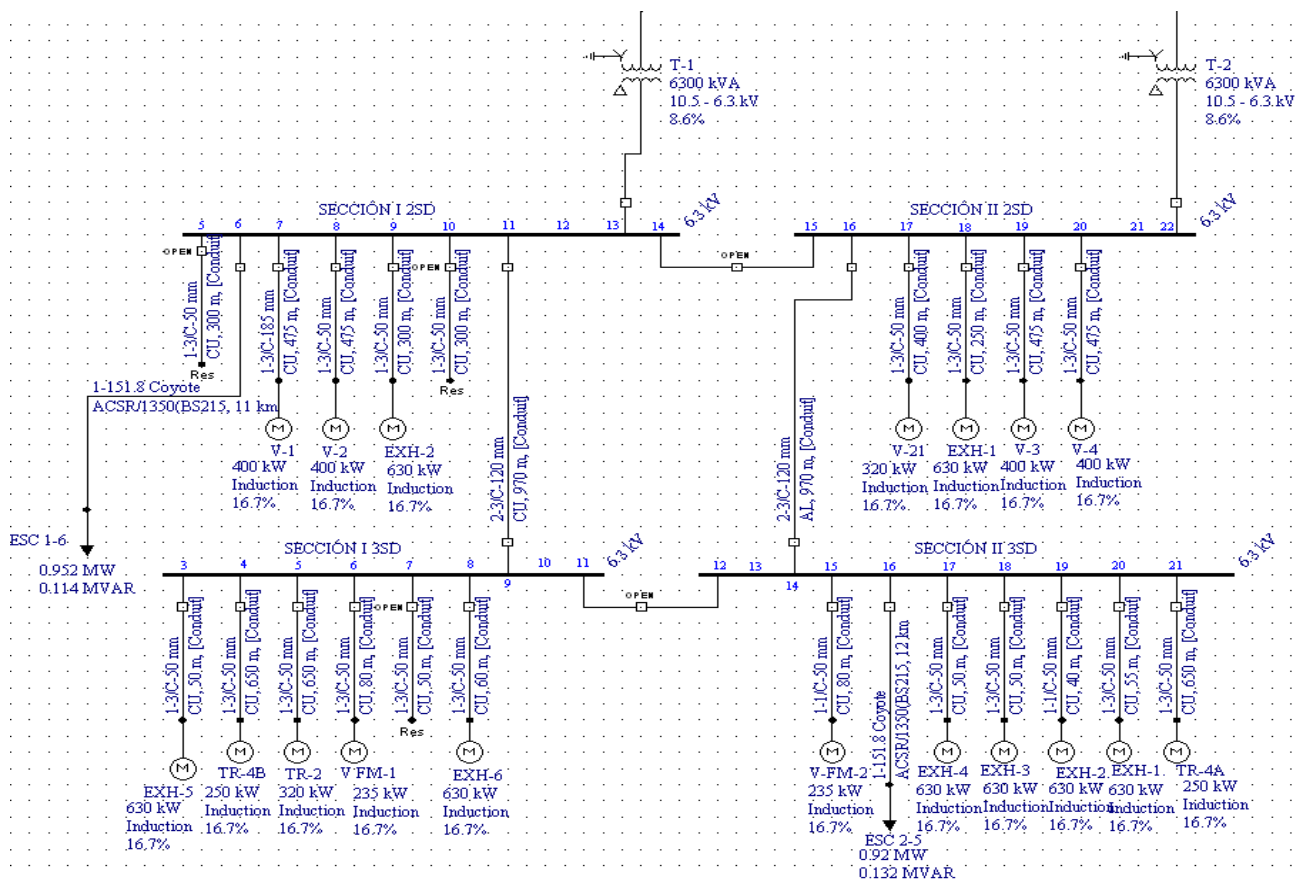 T-1
6300 kVA
10.5 - 6.3 kV
8.6%
T-2
6300 kVA
10.5 - 6.3 kV
8.6%
SECCIÓN I 2SD
6.3 kV
5 6 7 8 9 10 11 12 13 14
SECCIÓN II 2SD
6.3 kV
15 16 17 18 19 20 21 22
OPEN
OPEN
OPEN
1-3/C-50 mm
CU, 300 m, [Conduit]
Res
1-151.8 Coyote
ACSR/1350(BS215, 11 km
1-3/C-185 mm
CU, 475 m, [Conduit]
1-3/C-50 mm
CU, 475 m, [Conduit]
1-3/C-50 mm
CU, 300 m, [Conduit]
1-3/C-50 mm
CU, 300 m, [Conduit]
Res
2-3/C-120 mm
CU, 970 m, [Conduit]
2-3/C-120 mm
AL, 970 m, [Conduit]
1-3/C-50 mm
CU, 400 m, [Conduit]
1-3/C-50 mm
CU, 250 m, [Conduit]
1-3/C-50 mm
CU, 475 m, [Conduit]
1-3/C-50 mm
CU, 475 m, [Conduit]
M
V-1
400 kW
Induction
16.7%
M
V-2
400 kW
Induction
16.7%
M
EXH-2
630 kW
Induction
16.7%
M
V-21
320 kW
Induction
16.7%
M
EXH-1
630 kW
Induction
16.7%
M
V-3
400 kW
Induction
16.7%
M
V-4
400 kW
Induction
16.7%
ESC 1-6
0.952 MW
0.114 MVAR
SECCIÓN I 3SD
6.3 kV
3 4 5 6 7 8 9 10 11
SECCIÓN II 3SD
6.3 kV
12 13 14 15 16 17 18 19 20 21
OPEN
OPEN
1-3/C-50 mm
CU, 50 m, [Conduit]
1-3/C-50 mm
CU, 650 m, [Conduit]
1-3/C-50 mm
CU, 650 m, [Conduit]
1-3/C-50 mm
CU, 80 m, [Conduit]
1-3/C-50 mm
CU, 50 m, [Conduit]
Res
1-3/C-50 mm
CU, 60 m, [Conduit]
1-1/C-50 mm
CU, 80 m, [Conduit]
1-151.8 Coyote
ACSR/1350(BS215, 12 km
1-3/C-50 mm
CU, 50 m, [Conduit]
1-3/C-50 mm
CU, 50 m, [Conduit]
1-1/C-50 mm
CU, 40 m, [Conduit]
1-3/C-50 mm
CU, 55 m, [Conduit]
1-3/C-50 mm
CU, 650 m, [Conduit]
M
EXH-5
630 kW
Induction
16.7%
M
TR-4B
250 kW
Induction
16.7%
M
TR-2
320 kW
Induction
16.7%
M
V FM-1
235 kW
Induction
16.7%
M
EXH-6
630 kW
Induction
16.7%
M
V-FM-2
235 kW
Induction
16.7%
ESC 2-5
0.92 MW
0.132 MVAR
M
EXH-4
630 kW
Induction
16.7%
M
EXH-3
630 kW
Induction
16.7%
M
EXH-2.
630 kW
Induction
16.7%
M
EXH-1.
630 kW
Induction
16.7%
M
TR-4A
250 kW
Induction
16.7%